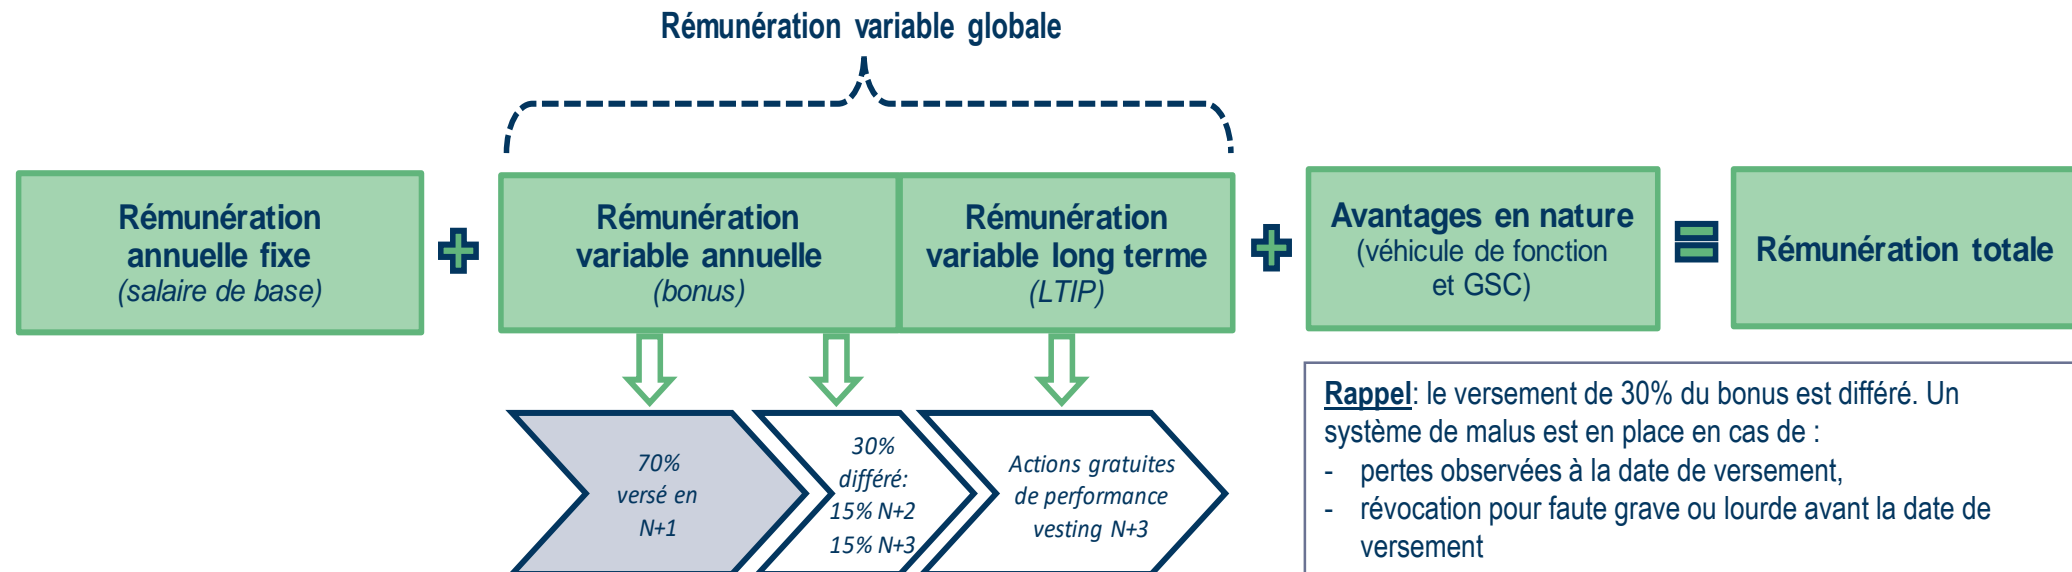 Rémunération variable globale
Rémunération
annuelle fixe
(salaire de base)
Rémunération
variable annuelle
(bonus)
Rémunération
variable long terme
(LTIP)
Avantages en nature
(véhicule de fonction
et GSC)
Rémunération totale
70%
versé en
N+1
30%
différé:
15% N+2
15% N+3
Actions gratuites
de performance
vesting N+3
Rappel: le versement de 30% du bonus est différé. Un
système de malus est en place en cas de :
- pertes observées à la date de versement,
- révocation pour faute grave ou lourde avant la date de
versement